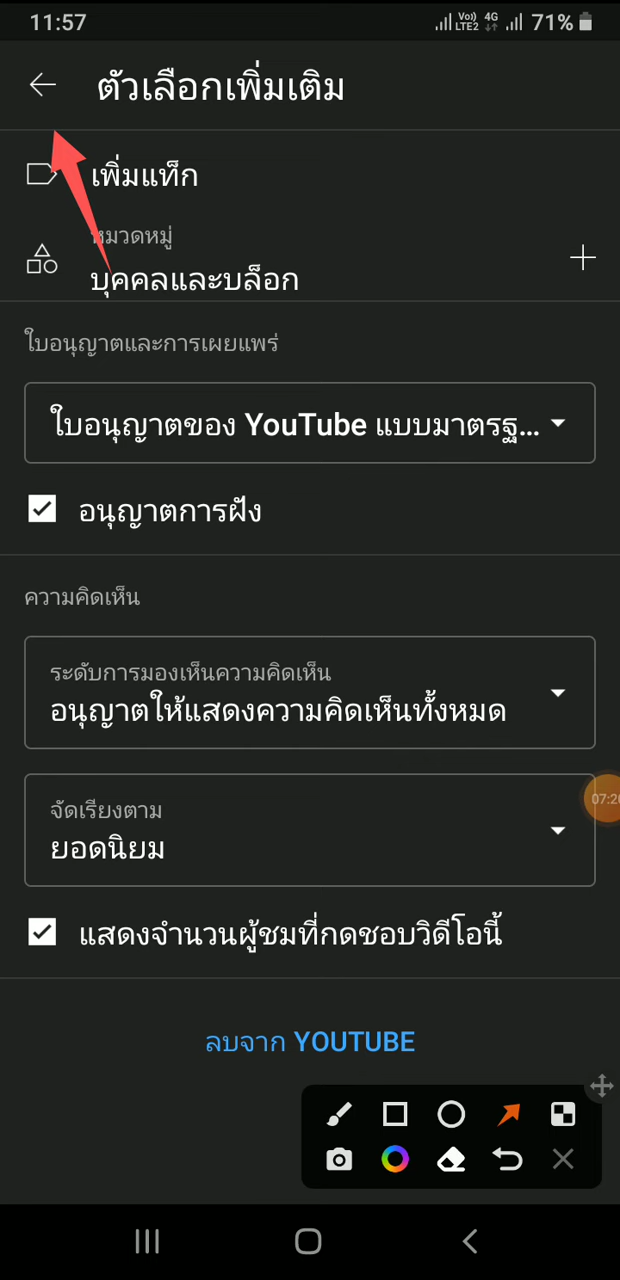 11:57 Vo)) LTE2 4G 71%
ตัวเลือกเพิ่มเติม
เพิ่มแท็ก
หมวดหมู่
บุคคลและบล็อก
ใบอนุญาตและการเผยแพร่
ใบอนุญาตของ YouTube แบบมาตรฐ...
อนุญาตการฝัง
ความคิดเห็น
ระดับการมองเห็นความคิดเห็น
อนุญาตให้แสดงความคิดเห็นทั้งหมด
จัดเรียงตาม
ยอดนิยม
07:20
แสดงจำนวนผู้ชมที่กดชอบวิดีโอนี้
ลบจาก YOUTUBE